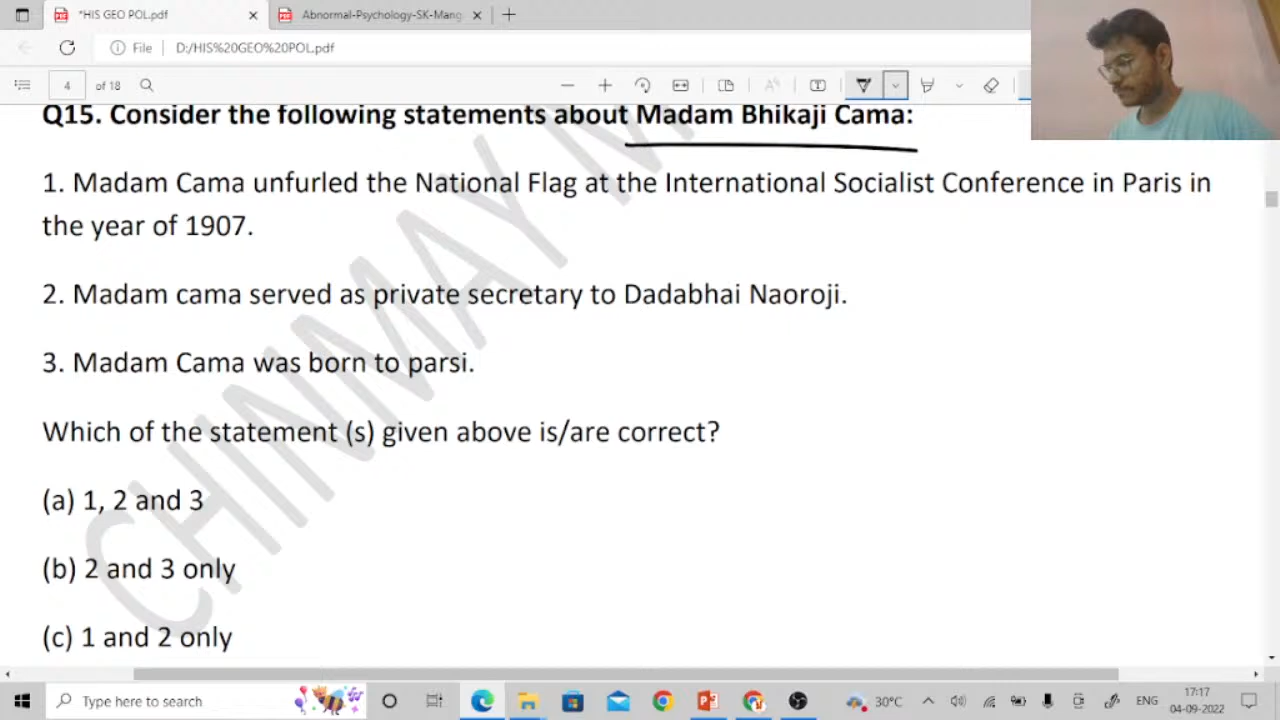 *HIS GEO POL.pdf
Abnormal-Psychology-SK-Mang
File D:/HIS%20GEO%20POL.pdf
4 of 18
Q15. Consider the following statements about Madam Bhikaji Cama:
1. Madam Cama unfurled the National Flag at the International Socialist Conference in Paris in
the year of 1907.
2. Madam cama served as private secretary to Dadabhai Naoroji.
3. Madam Cama was born to parsi.
Which of the statement (s) given above is/are correct?
(a) 1, 2 and 3
(b) 2 and 3 only
(c) 1 and 2 only
CHINMAY M
Type here to search
30°C
ENG
17:17
04-09-2022